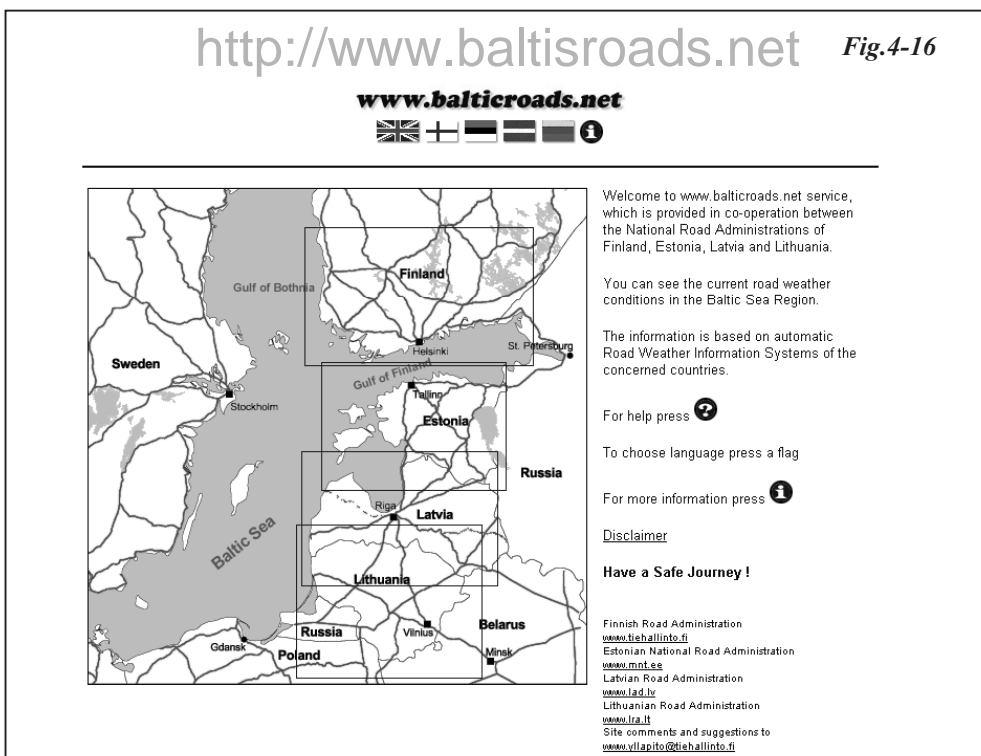 http://www.baltisroads.net
Fig.4-16
www.balticroads.net
Welcome to www.balticroads.net service,
which is provided in co-operation between
the National Road Administrations of
Finland, Estonia, Latvia and Lithuania.
You can see the current road weather
conditions in the Baltic Sea Region.
The information is based on automatic
Road Weather Information Systems of the
concerned countries.
For help press ?
To choose language press a flag
For more information press i
Disclaimer
Have a Safe Journey !
Finnish Road Administration
www.tiehallinto.fi
Estonian National Road Administration
www.mnt.ee
Latvian Road Administration
www.lad.lv
Lithuanian Road Administration
www.lra.lt
Site comments and suggestions to
www.yllapito@tiehallinto.fi
Finland
Gulf of Bothnia
Helsinki
St. Petersburg
Sweden
Gulf of Finland
Stockholm
Tallinn
Estonia
Russia
Riga
Latvia
Baltic Sea
Lithuania
Vilnius
Belarus
Russia
Gdansk
Poland
Minsk